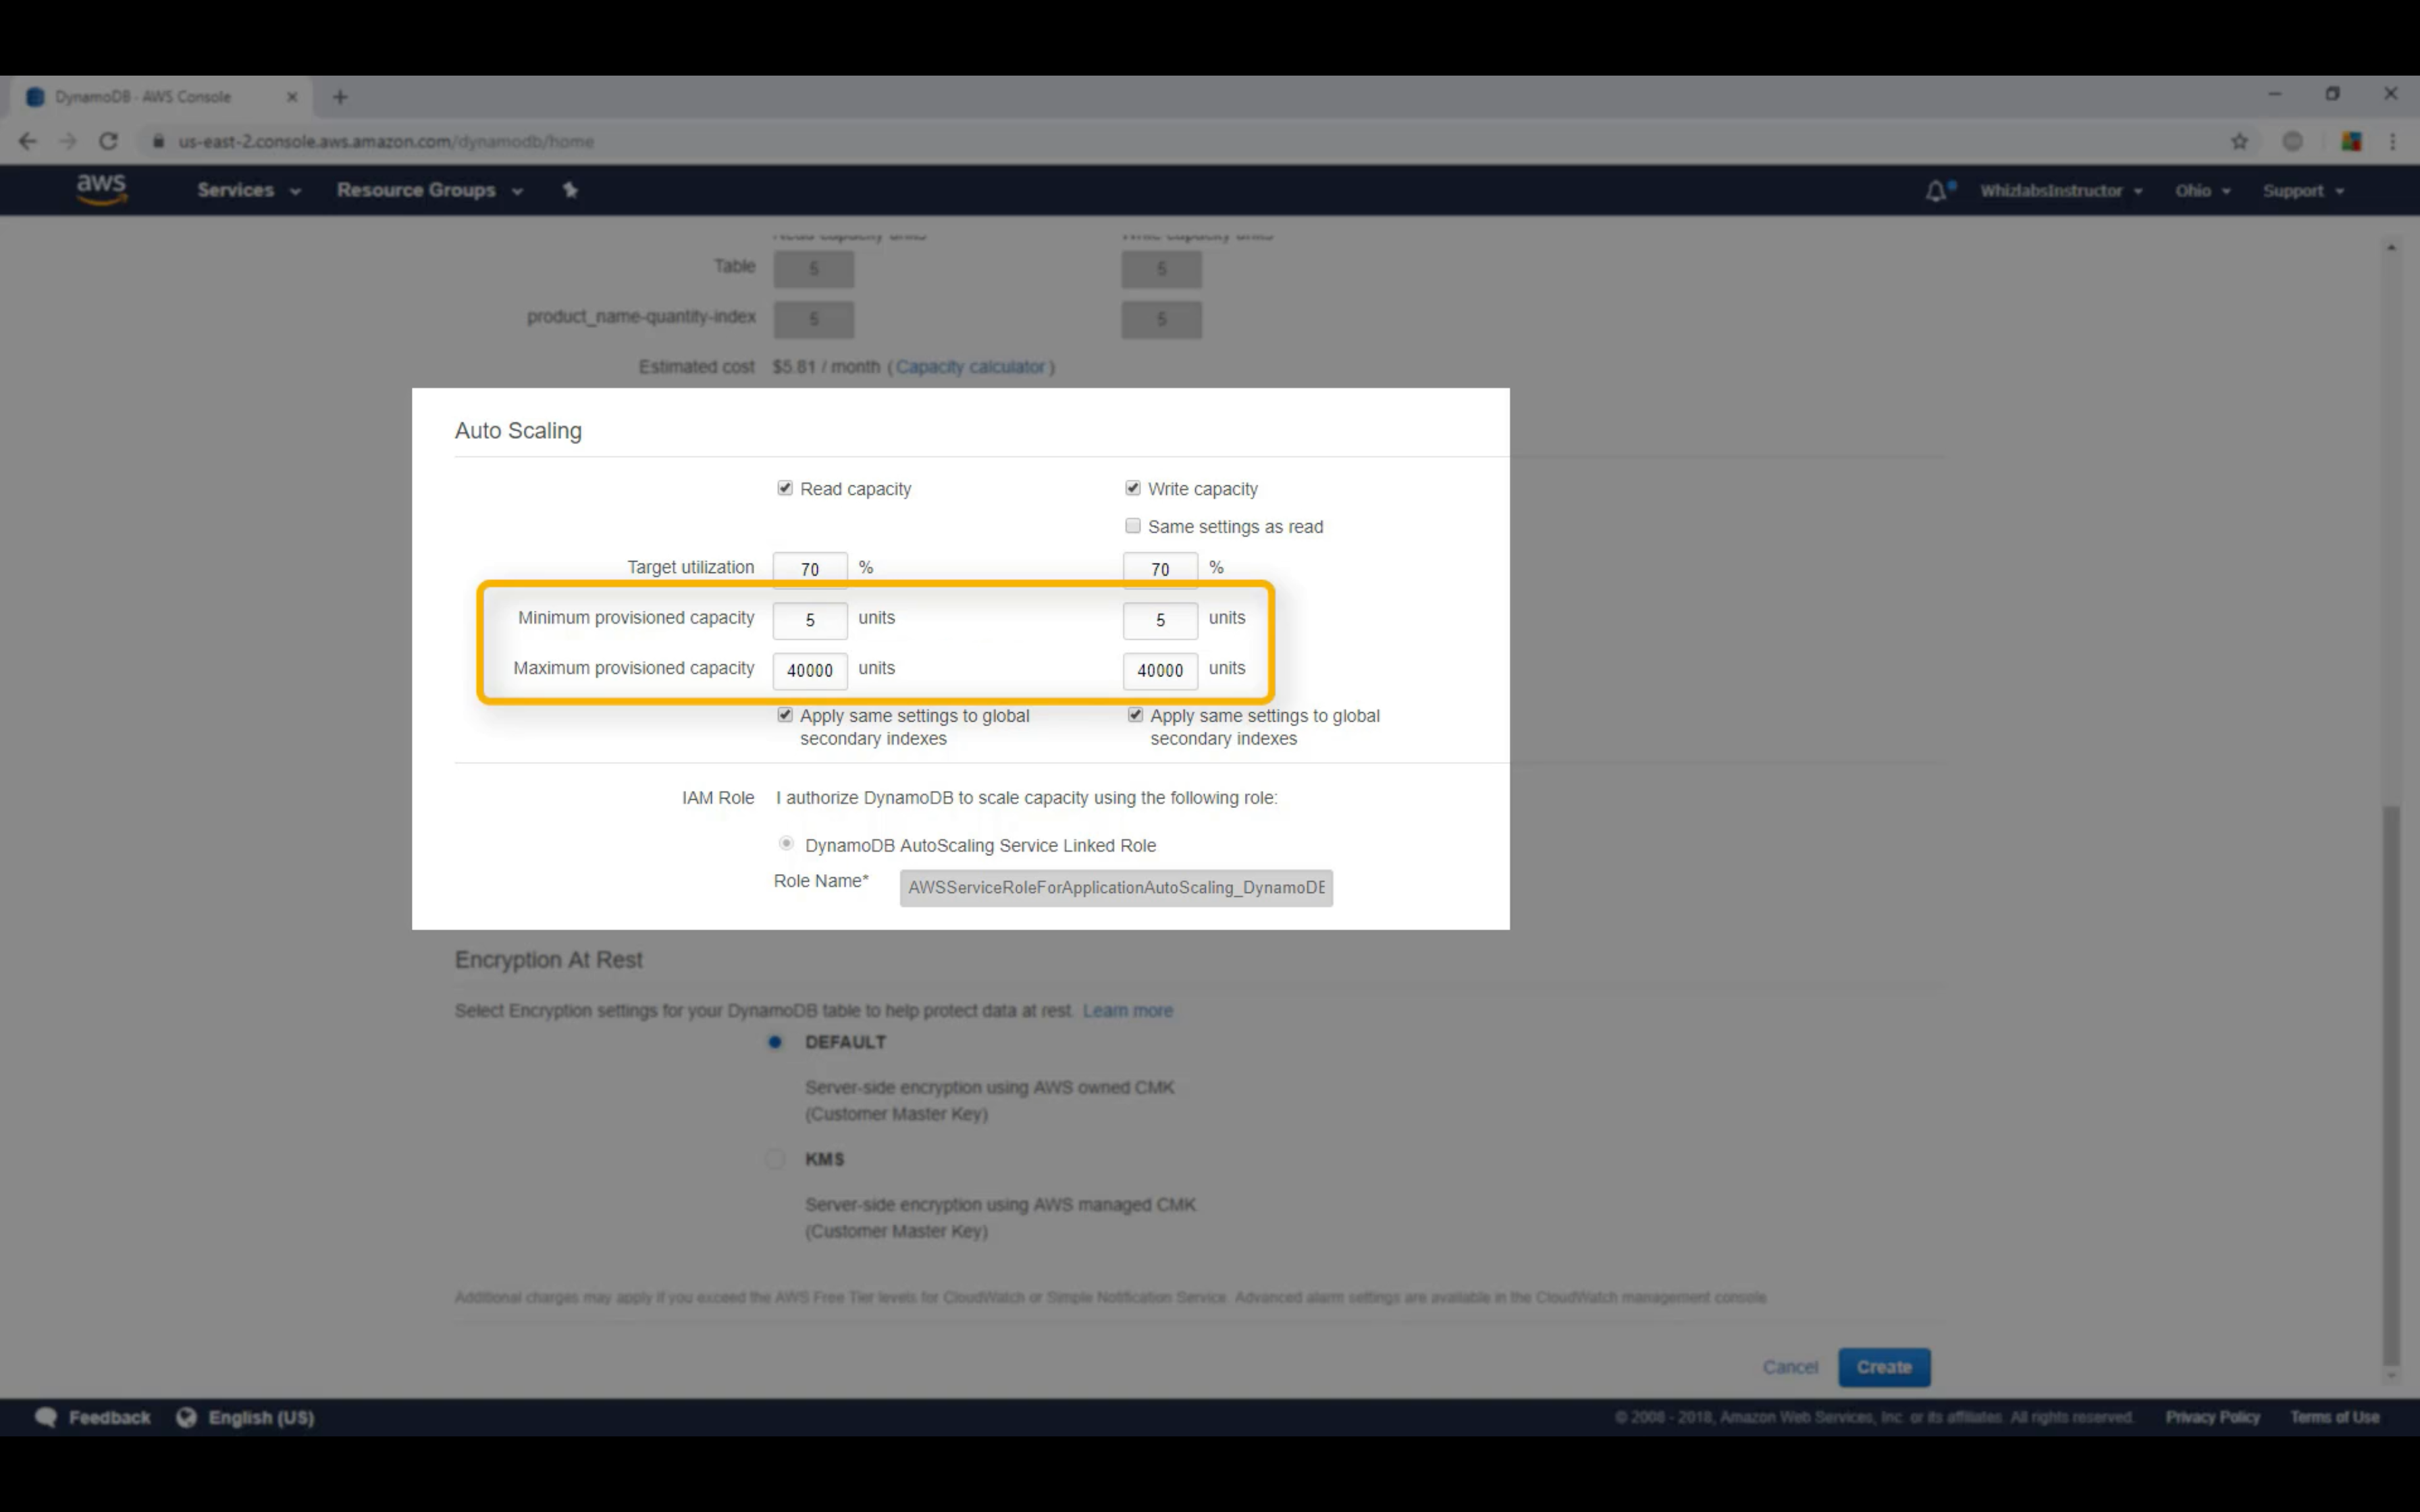 DynamoDB - AWS Console
us-east-2.console.aws.amazon.com/dynamodb/home
aws Services Resource Groups WhizlabsInstructor Ohio Support
Read capacity units Write capacity units
Table 5 5
product_name-quantity-index 5 5
Estimated cost $5.81 / month ( Capacity calculator )
Auto Scaling
Read capacity Write capacity
Same settings as read
Target utilization 70 % 70 %
Minimum provisioned capacity 5 units 5 units
Maximum provisioned capacity 40000 units 40000 units
Apply same settings to global Apply same settings to global
secondary indexes secondary indexes
IAM Role I authorize DynamoDB to scale capacity using the following role:
DynamoDB AutoScaling Service Linked Role
Role Name* AWSServiceRoleForApplicationAutoScaling_DynamoDB
Encryption At Rest
Select Encryption settings for your DynamoDB table to help protect data at rest. Learn more
DEFAULT
Server-side encryption using AWS owned CMK
(Customer Master Key)
KMS
Server-side encryption using AWS managed CMK
(Customer Master Key)
Additional charges may apply if you exceed the AWS Free Tier levels for CloudWatch or Simple Notification Service. Advanced alarm settings are available in the CloudWatch management console.
Cancel Create
Feedback English (US) © 2008 - 2018, Amazon Web Services, Inc. or its affiliates. All rights reserved. Privacy Policy Terms of Use